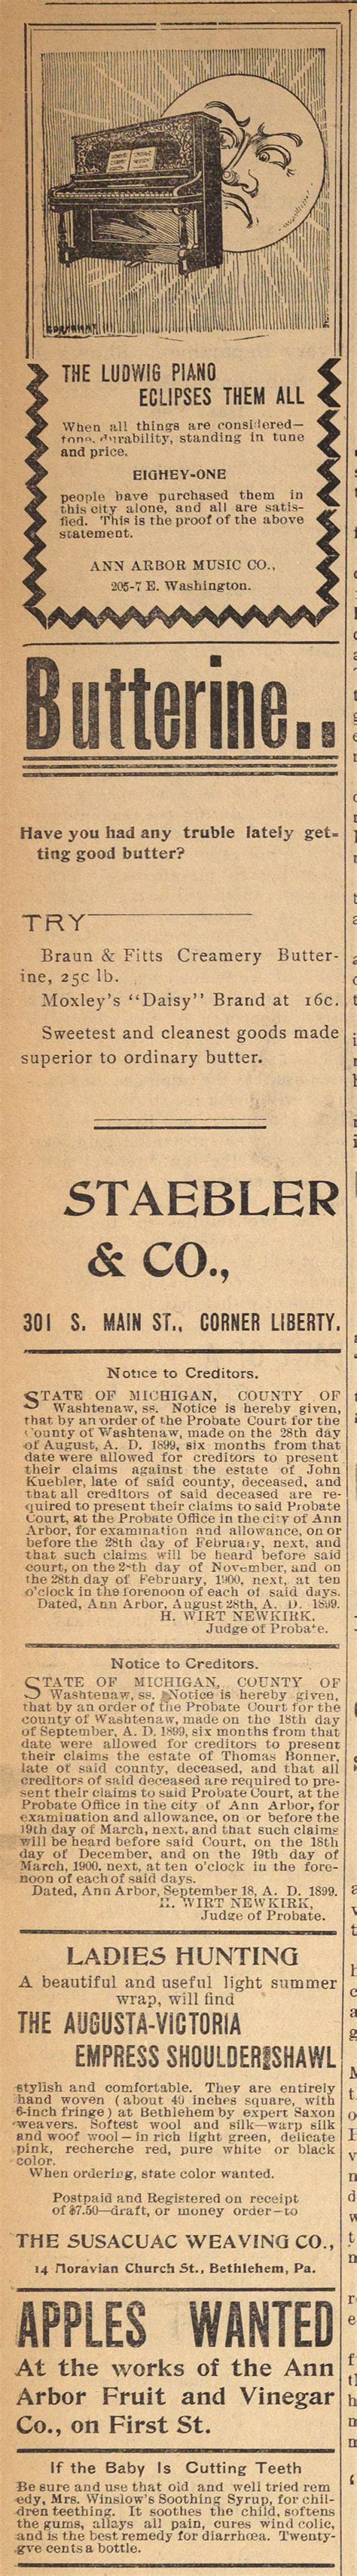 COPYRIGHT
THE LUDWIG PIANO
ECLIPSES THEM ALL
When all things are considered—
tone, durability, standing in tune
and price.
EIGHEY-ONE
people have purchased them in
this city alone, and all are satis-
fied. This is the proof of the above
statement.
ANN ARBOR MUSIC CO.,
205-7 E. Washington.
Butterine..
Have you had any truble lately get-
ting good butter?
TRY
Braun & Fitts Creamery Butter-
ine, 25c lb.
Moxley's "Daisy" Brand at 16c.
Sweetest and cleanest goods made
superior to ordinary butter.
STAEBLER
& CO.,
301 S. MAIN ST., CORNER LIBERTY.
Notice to Creditors.
STATE OF MICHIGAN, COUNTY OF
Washtenaw, ss. Notice is hereby given,
that by an order of the Probate Court for the
County of Washtenaw, made on the 28th day
of August, A. D. 1899, six months from that
date were allowed for creditors to present
their claims against the estate of John
Kuebler, late of said county, deceased, and
that all creditors of said deceased are re-
quired to present their claims to said Probate
Court, at the Probate Office in the city of Ann
Arbor, for examination and allowance, on or
before the 28th day of February, next, and
that such claims will be heard before said
court, on the 28th day of November, and on
the 28th day of February, 1900, next, at ten
o'clock in the forenoon of each of said days.
Dated, Ann Arbor, August 28th, A. D. 1899.
H. WIRT NEWKIRK.
Judge of Probate.
Notice to Creditors.
STATE OF MICHIGAN, COUNTY OF
Washtenaw, ss. Notice is hereby given,
that by an order of the Probate Court for the
county of Washtenaw, made on the 18th day
of September, A. D. 1899, six months from that
date were allowed for creditors to present
their claims the estate of Thomas Bonner,
late of said county, deceased, and that all
creditors of said deceased are required to pre-
sent their claims to said Probate Court, at the
Probate Office in the city of Ann Arbor, for
examination and allowance, on or before the
19th day of March, next, and that such claims
will be heard before said Court, on the 18th
day of December, and on the 19th day of
March, 1900, next, at ten o'clock in the fore-
noon of each of said days.
Dated, Ann Arbor, September 18, A. D. 1899.
H. WIRT NEWKIRK,
Judge of Probate.
LADIES HUNTING
A beautiful and useful light summer
wrap, will find
THE AUGUSTA-VICTORIA
EMPRESS SHOULDER SHAWL
stylish and comfortable. They are entirely
hand woven (about 40 inches square, with
6-inch fringe) at Bethlehem by expert Saxon
weavers. Softest wool and silk—warp silk
and woof wool—in rich light green, delicate
pink, recherche red, pure white or black
color.
When ordering, state color wanted.
Postpaid and Registered on receipt
of $7.50—draft, or money order—to
THE SUSACUAC WEAVING CO.,
14 Moravian Church St., Bethlehem, Pa.
APPLES WANTED
At the works of the Ann
Arbor Fruit and Vinegar
Co., on First St.
If the Baby Is Cutting Teeth
Be sure and use that old and well tried rem
edy, Mrs. Winslow's Soothing Syrup, for chil-
dren teething. It soothes the child, softens
the gums, allays all pain, cures wind colic,
and is the best remedy for diarrhœa. Twenty-
gve cents a bottle.